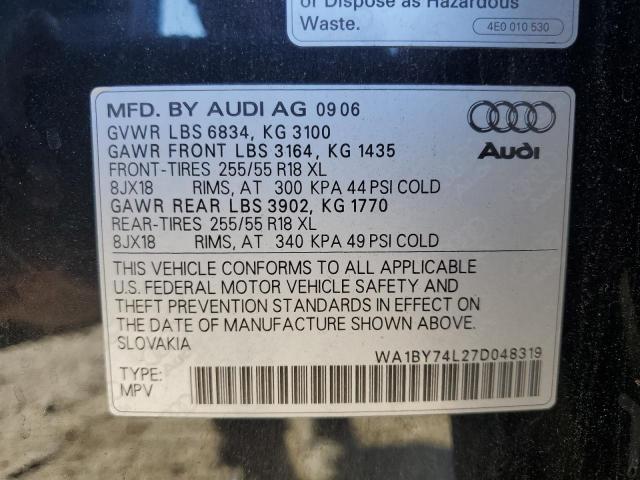 or Dispose as Hazardous
Waste.
4E0 010 530
MFD. BY AUDI AG 09 06
GVWR LBS 6834, KG 3100
GAWR FRONT LBS 3164, KG 1435
FRONT-TIRES 255/55 R18 XL
8JX18 RIMS, AT 300 KPA 44 PSI COLD
GAWR REAR LBS 3902, KG 1770
REAR-TIRES 255/55 R18 XL
8JX18 RIMS, AT 340 KPA 49 PSI COLD
Audi
THIS VEHICLE CONFORMS TO ALL APPLICABLE
U.S. FEDERAL MOTOR VEHICLE SAFETY AND
THEFT PREVENTION STANDARDS IN EFFECT ON
THE DATE OF MANUFACTURE SHOWN ABOVE.
SLOVAKIA
WA1BY74L27D048319
TYPE:
MPV